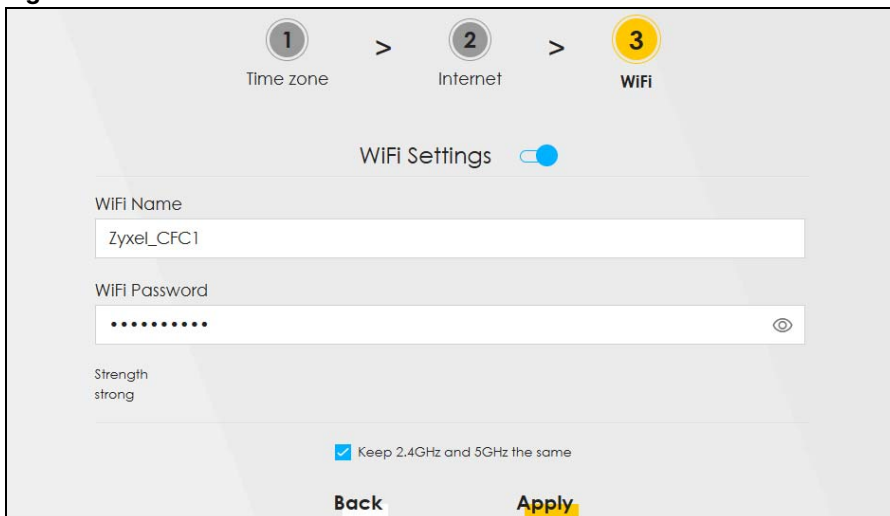 1 > 2 > 3
Time zone Internet WiFi
WiFi Settings
WiFi Name
Zyxel_CFC1
WiFi Password
••••••••••
Strength
strong
Keep 2.4GHz and 5GHz the same
Back Apply